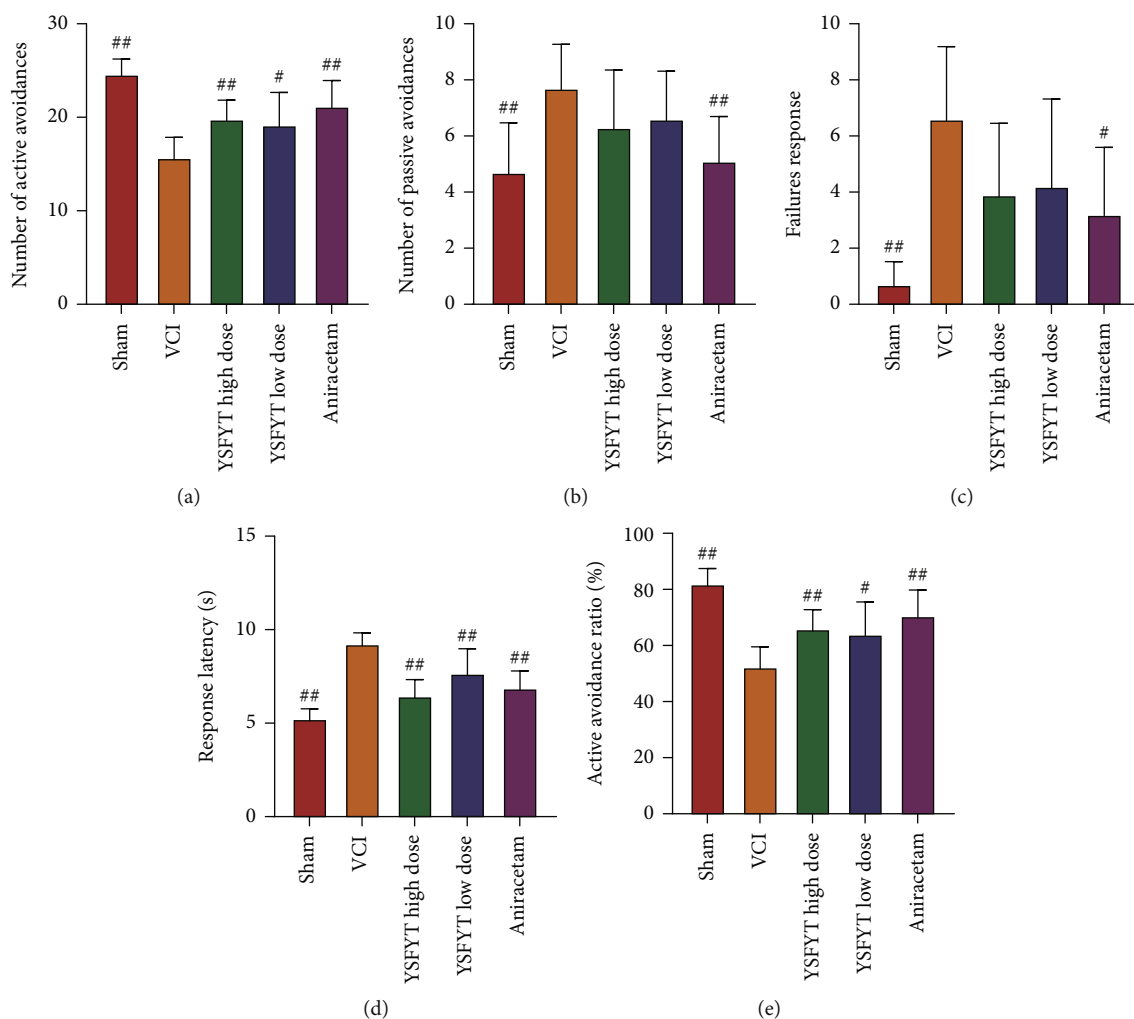 Number of active avoidances
30
20
10
0
##
##
#
##
Sham
VCI
YSFYT high dose
YSFYT low dose
Aniracetam
(a)
Number of passive avoidances
10
8
6
4
2
0
##
##
Sham
VCI
YSFYT high dose
YSFYT low dose
Aniracetam
(b)
Failures response
10
8
6
4
2
0
##
#
Sham
VCI
YSFYT high dose
YSFYT low dose
Aniracetam
(c)
Response latency (s)
15
10
5
0
##
##
##
##
Sham
VCI
YSFYT high dose
YSFYT low dose
Aniracetam
(d)
Active avoidance ratio (%)
100
80
60
40
20
0
##
##
#
##
Sham
VCI
YSFYT high dose
YSFYT low dose
Aniracetam
(e)